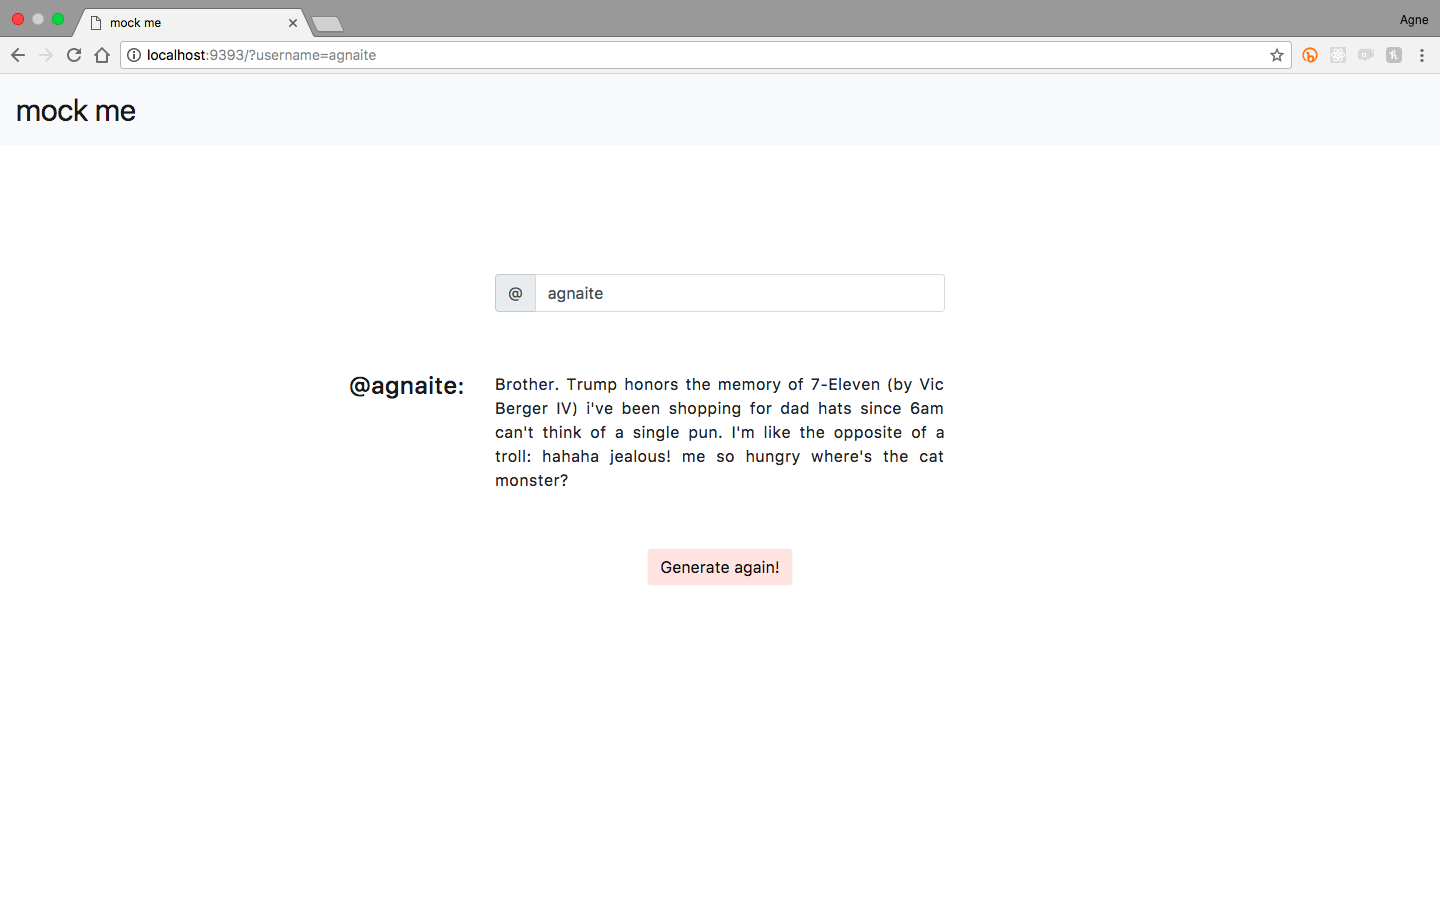 mock me
Agne
localhost:9393/?username=agnaite
mock me
@ agnaite
@agnaite:
Brother. Trump honors the memory of 7-Eleven (by Vic
Berger IV) i've been shopping for dad hats since 6am
can't think of a single pun. I'm like the opposite of a
troll: hahaha jealous! me so hungry where's the cat
monster?
Generate again!